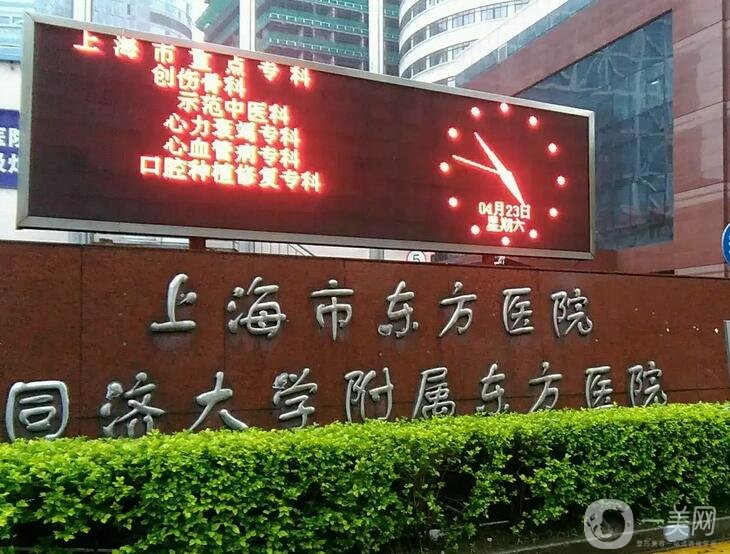 上海市重点专科
创伤骨科
示范中医科
心力衰竭专科
心血管病专科
口腔种植修复专科
04月23日
星期六
上海市东方医院
同济大学附属东方医院
医院
5
一美网